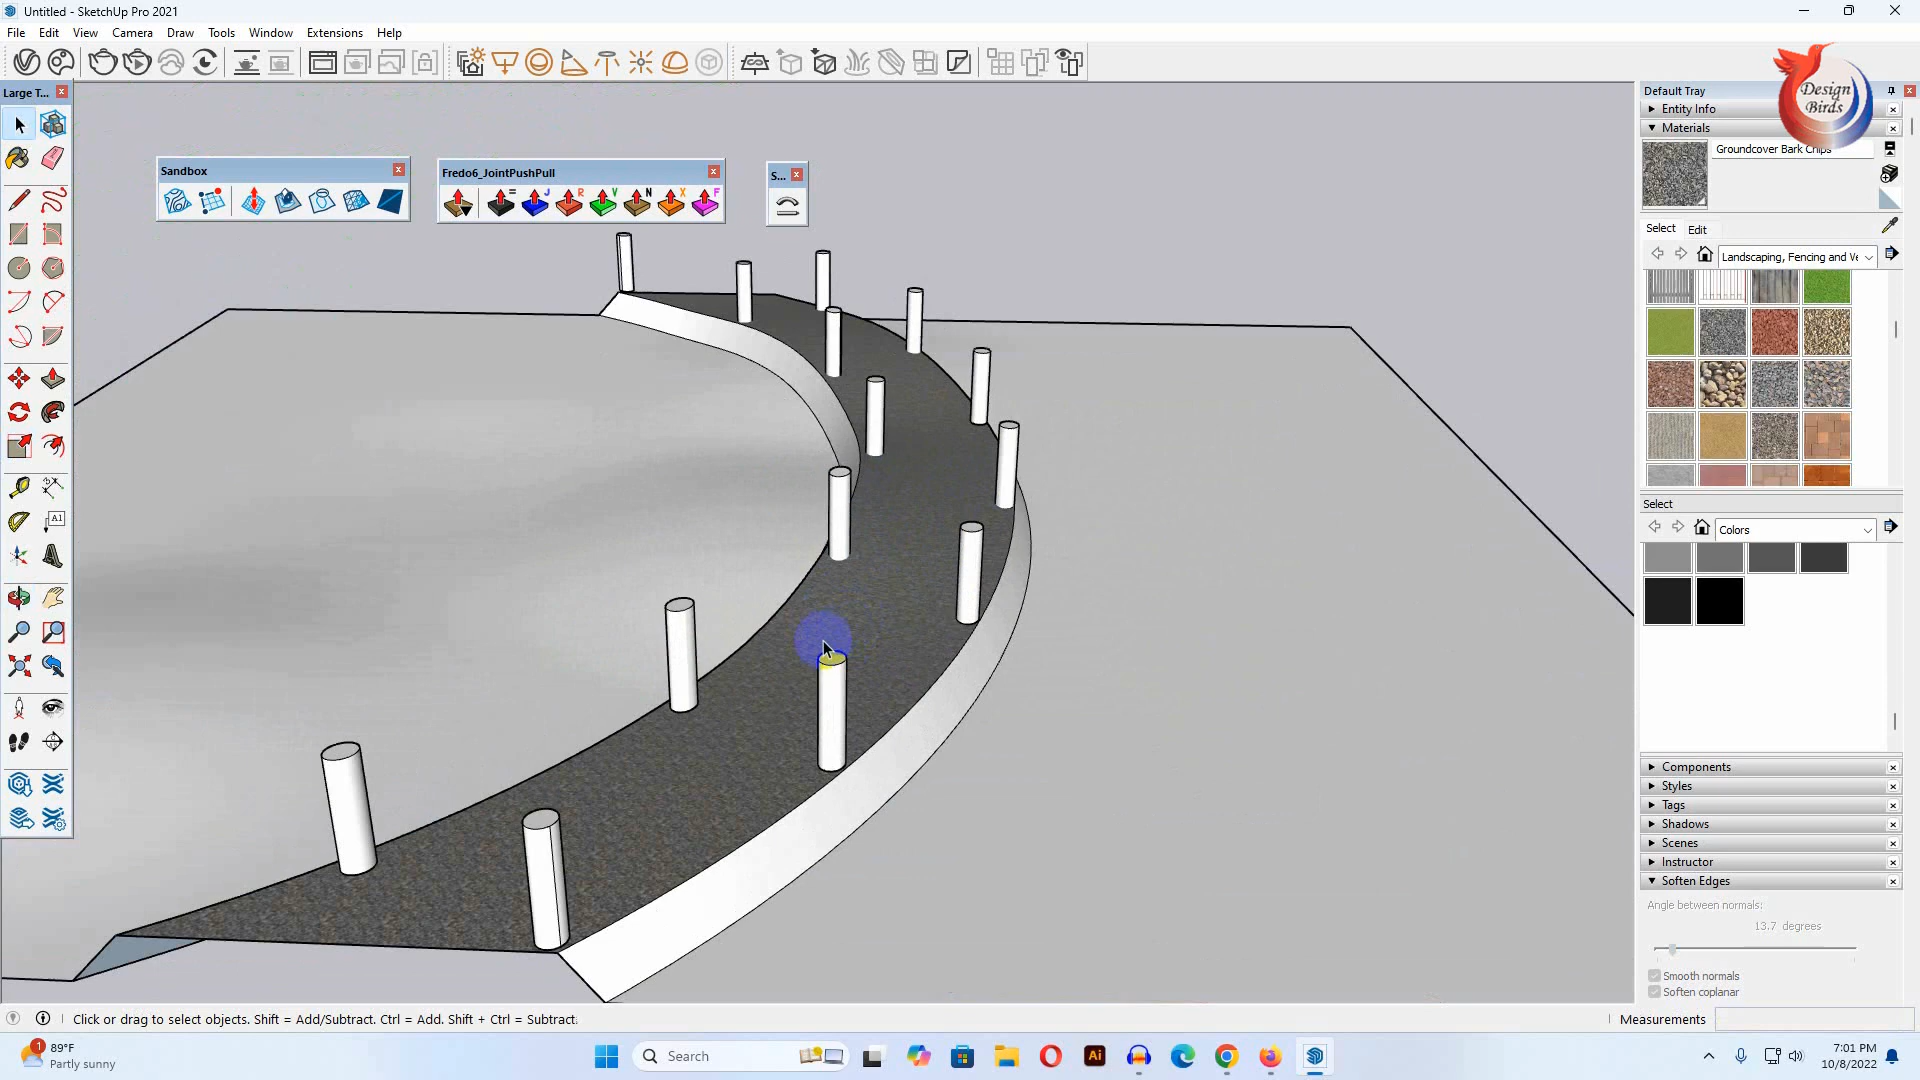 Untitled - SketchUp Pro 2021
File Edit View Camera Draw Tools Window Extensions Help
Large T...
Default Tray
Design
Birds
Entity Info
Materials
Groundcover Bark Chips
Sandbox
Fredo6_JointPushPull
S...
= J R V N X F
Select Edit
Landscaping, Fencing and Ve
A1
Select
Colors
Components
Styles
Tags
Shadows
Scenes
Instructor
Soften Edges
Angle between normals:
13.7 degrees
Smooth normals
Soften coplanar
Click or drag to select objects. Shift = Add/Subtract. Ctrl = Add. Shift + Ctrl = Subtract.
Measurements
1
89°F
Partly sunny
Search
Ai
7:01 PM
10/8/2022